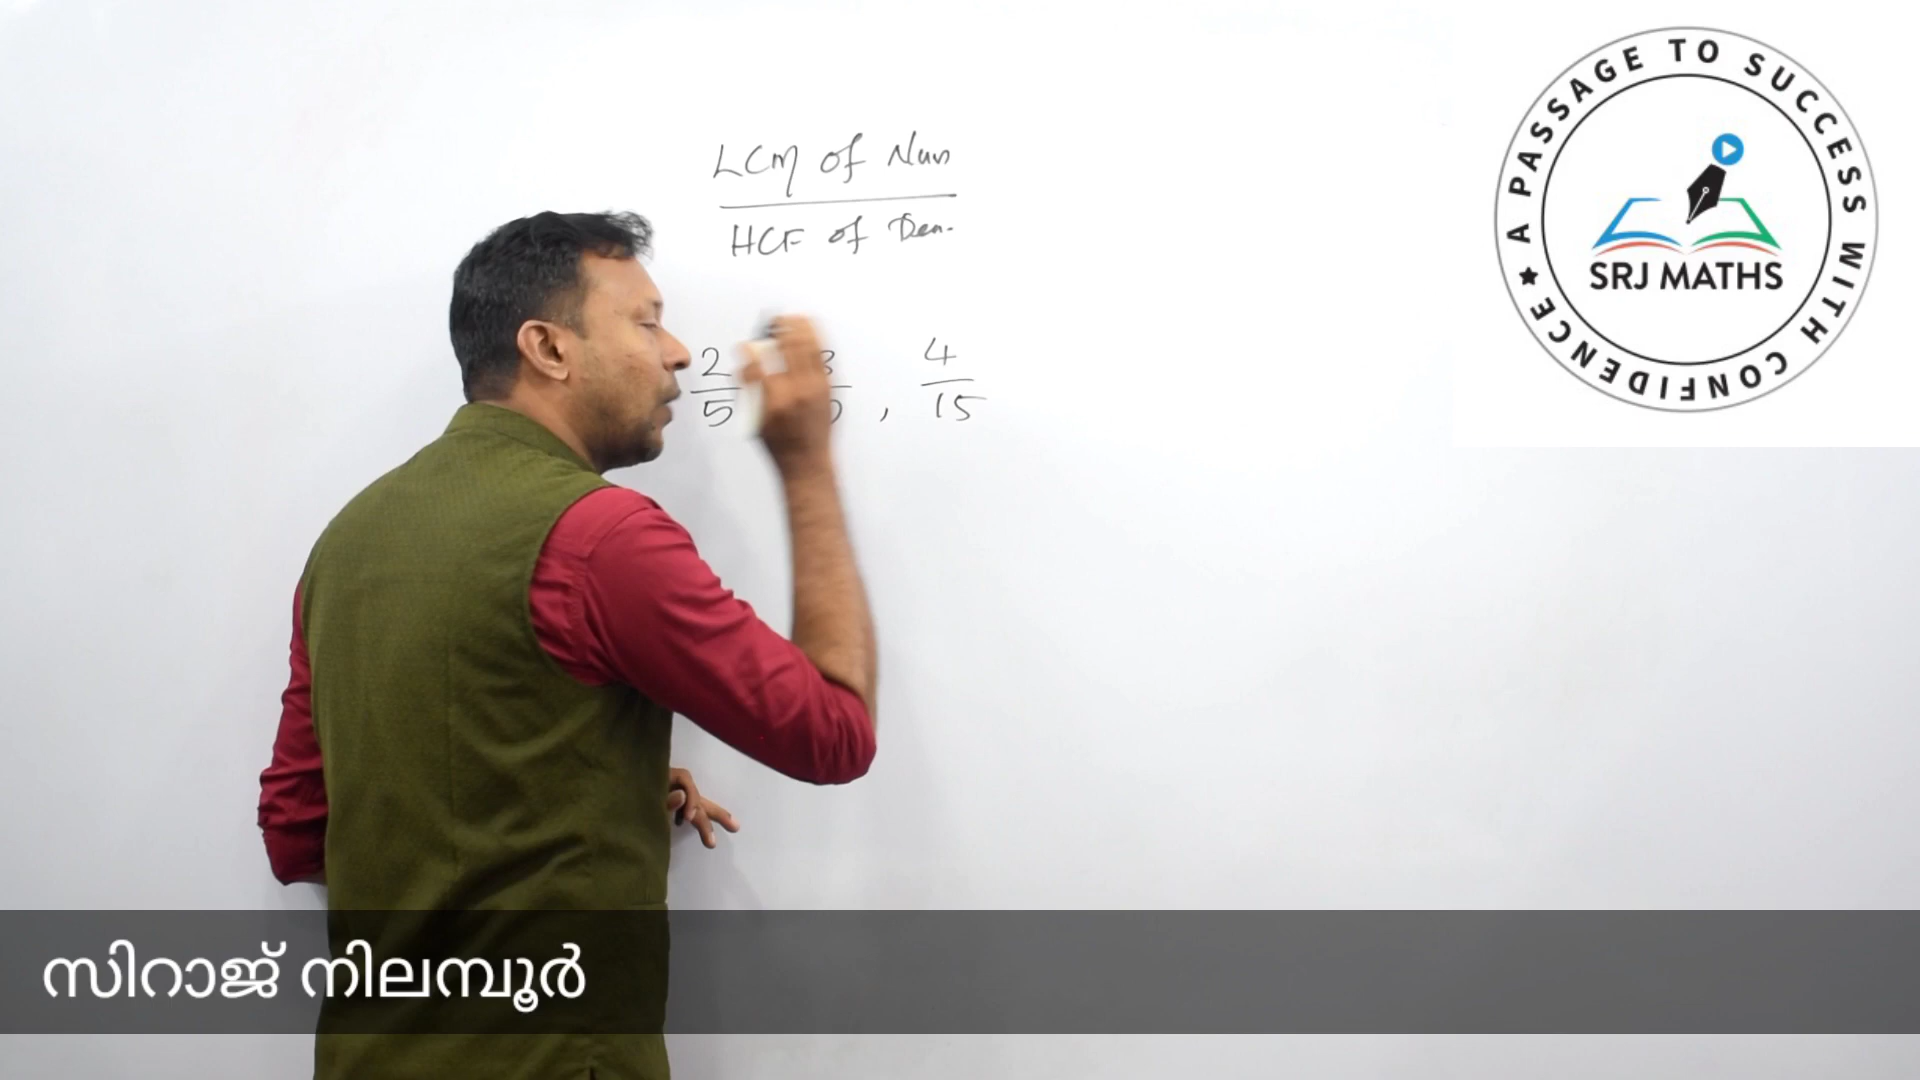 LCM of Num
HCF of Den.
2 4
5 , 15
A PASSAGE TO SUCCESS WITH CONFIDENCE ★
SRJ MATHS
സിറാജ് നിലമ്പൂർ